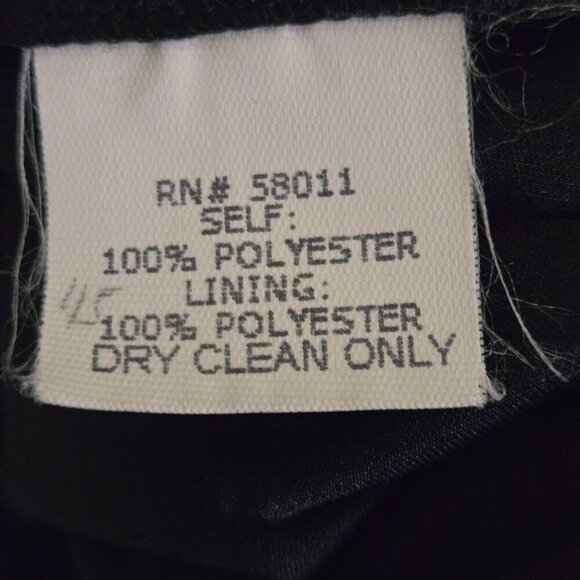 RN# 58011
SELF:
100% POLYESTER
LINING:
100% POLYESTER
DRY CLEAN ONLY